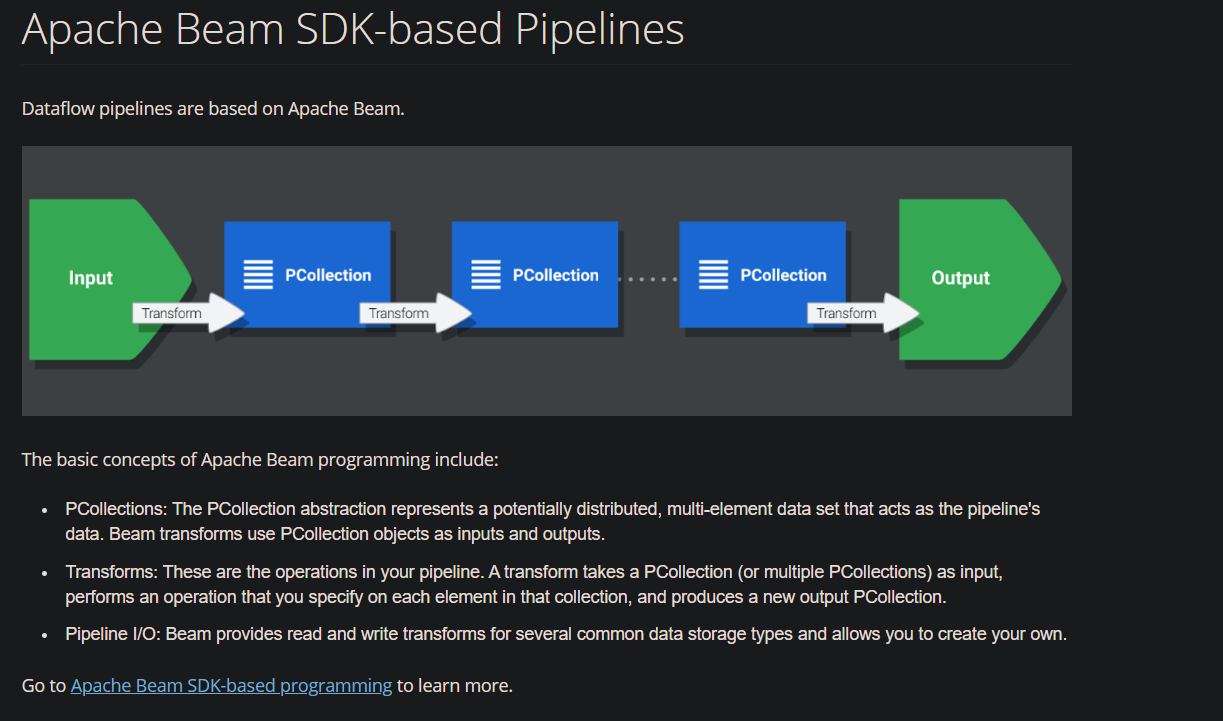 Apache Beam SDK-based Pipelines
Dataflow pipelines are based on Apache Beam.
Input
Transform
PCollection
Transform
PCollection
PCollection
Transform
Output
The basic concepts of Apache Beam programming include:
• PCollections: The PCollection abstraction represents a potentially distributed, multi-element data set that acts as the pipeline's
data. Beam transforms use PCollection objects as inputs and outputs.
• Transforms: These are the operations in your pipeline. A transform takes a PCollection (or multiple PCollections) as input,
performs an operation that you specify on each element in that collection, and produces a new output PCollection.
• Pipeline I/O: Beam provides read and write transforms for several common data storage types and allows you to create your own.
Go to Apache Beam SDK-based programming to learn more.